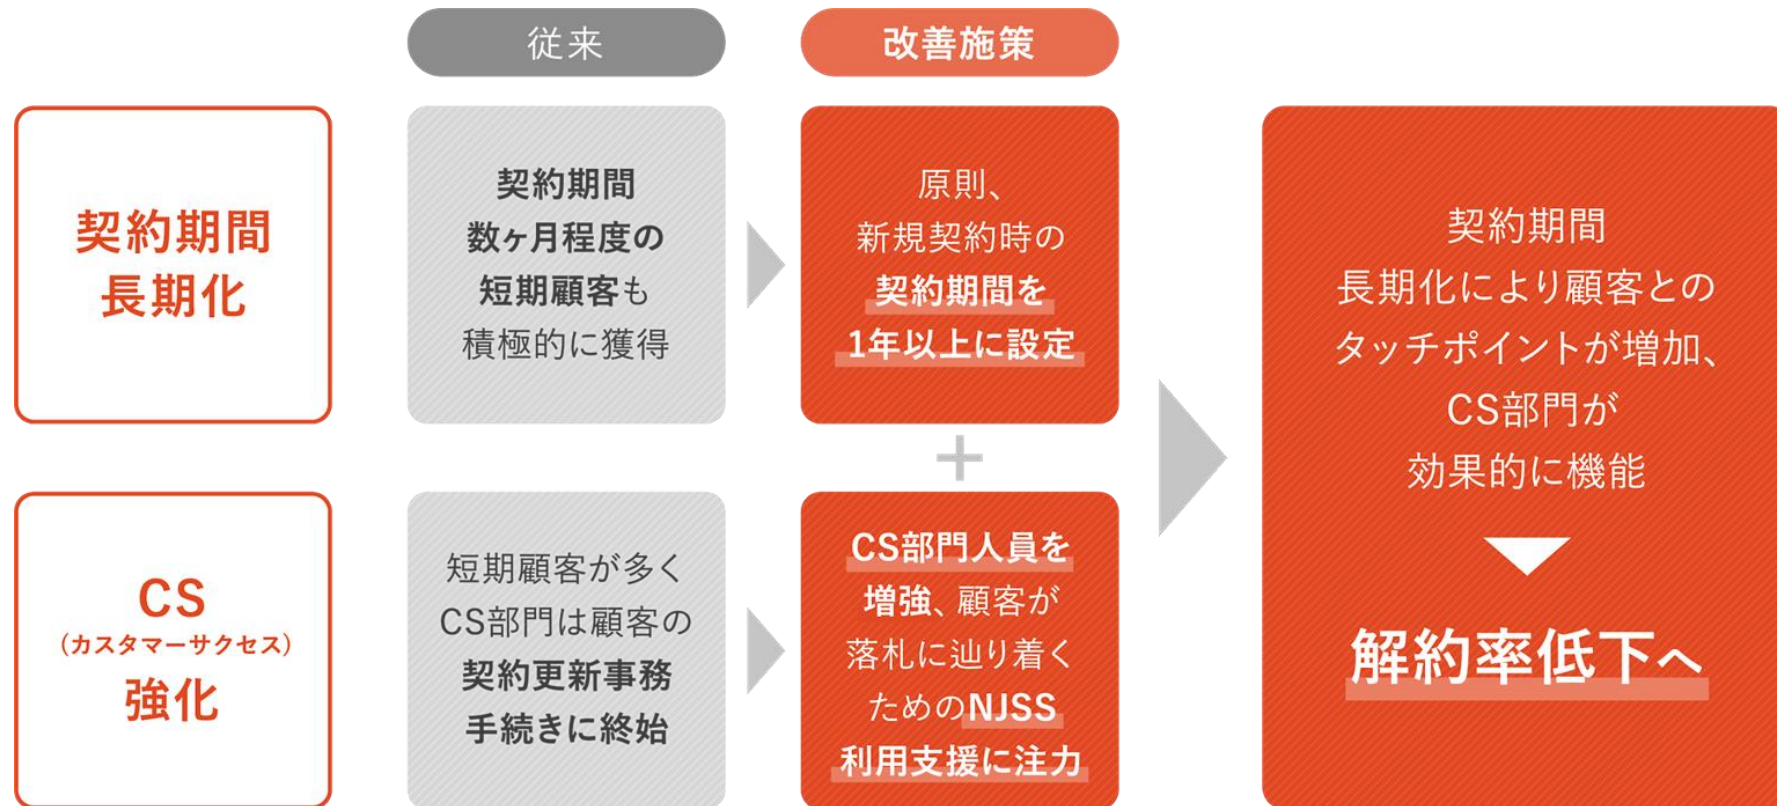 従来
改善施策
契約期間
長期化
契約期間
数ヶ月程度の
短期顧客も
積極的に獲得
原則、
新規契約時の
契約期間を
1年以上に設定
+
CS
(カスタマーサクセス)
強化
短期顧客が多く
CS部門は顧客の
契約更新事務
手続きに終始
CS部門人員を
増強、顧客が
落札に辿り着く
ためのNJSS
利用支援に注力
契約期間
長期化により顧客との
タッチポイントが増加、
CS部門が
効果的に機能
解約率低下へ